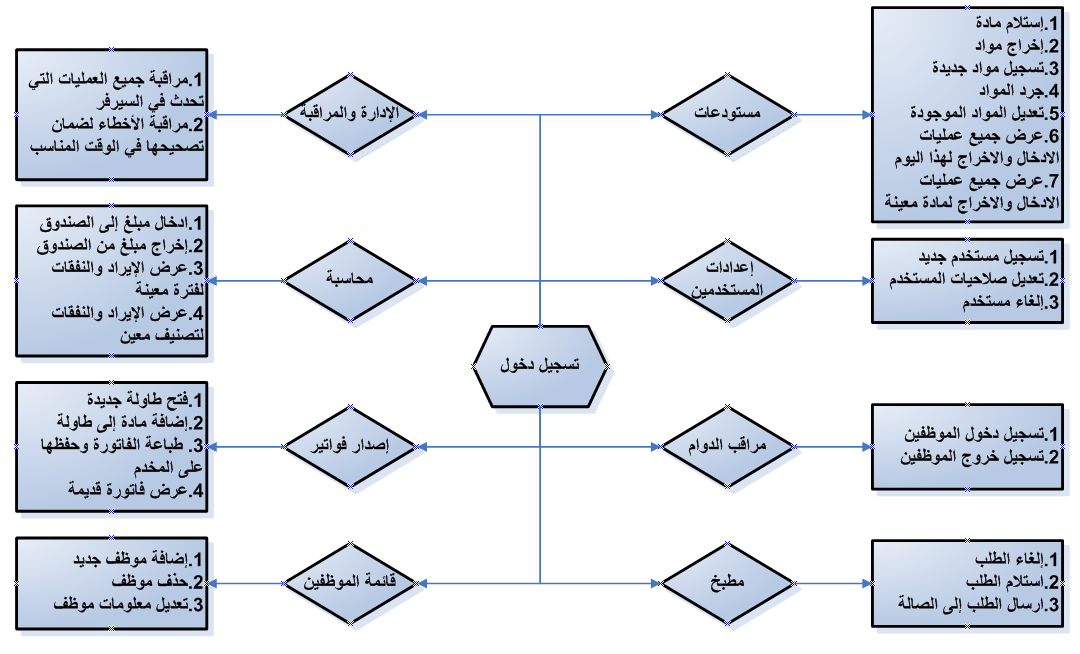 1.إستلام مادة
2.إخراج مواد
3.تسجيل مواد جديدة
4.جرد المواد
5.تعديل المواد الموجودة
6.عرض جميع عمليات
الادخال والاخراج لهذا اليوم
7.عرض جميع عمليات
الادخال والاخراج لمادة معينة
مستودعات
الإدارة والمراقبة
1.مراقبة جميع العمليات التي
تحدث في السيرفر
2.مراقبة الأخطاء لضمان
تصحيحها في الوقت المناسب
1.تسجيل مستخدم جديد
2.تعديل صلاحيات المستخدم
3.إلغاء مستخدم
إعدادات
المستخدمين
محاسبة
1.ادخال مبلغ إلى الصندوق
2.إخراج مبلغ من الصندوق
3.عرض الإيراد والنفقات
لفترة معينة
4.عرض الإيراد والنفقات
لتصنيف معين
تسجيل دخول
1.تسجيل دخول الموظفين
2.تسجيل خروج الموظفين
مراقب الدوام
إصدار فواتير
1.فتح طاولة جديدة
2.إضافة مادة إلى طاولة
3. طباعة الفاتورة وحفظها
على المخدم
4.عرض فاتورة قديمة
1.إلغاء الطلب
2.استلام الطلب
3.ارسال الطلب إلى الصالة
مطبخ
قائمة الموظفين
1.إضافة موظف جديد
2.حذف موظف
3.تعديل معلومات موظف